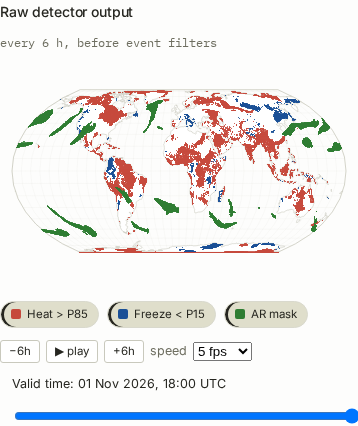 Raw detector output
every 6 h, before event filters
Heat > P85
Freeze < P15
AR mask
−6h
▶ play
+6h
speed
5 fps
Valid time: 01 Nov 2026, 18:00 UTC